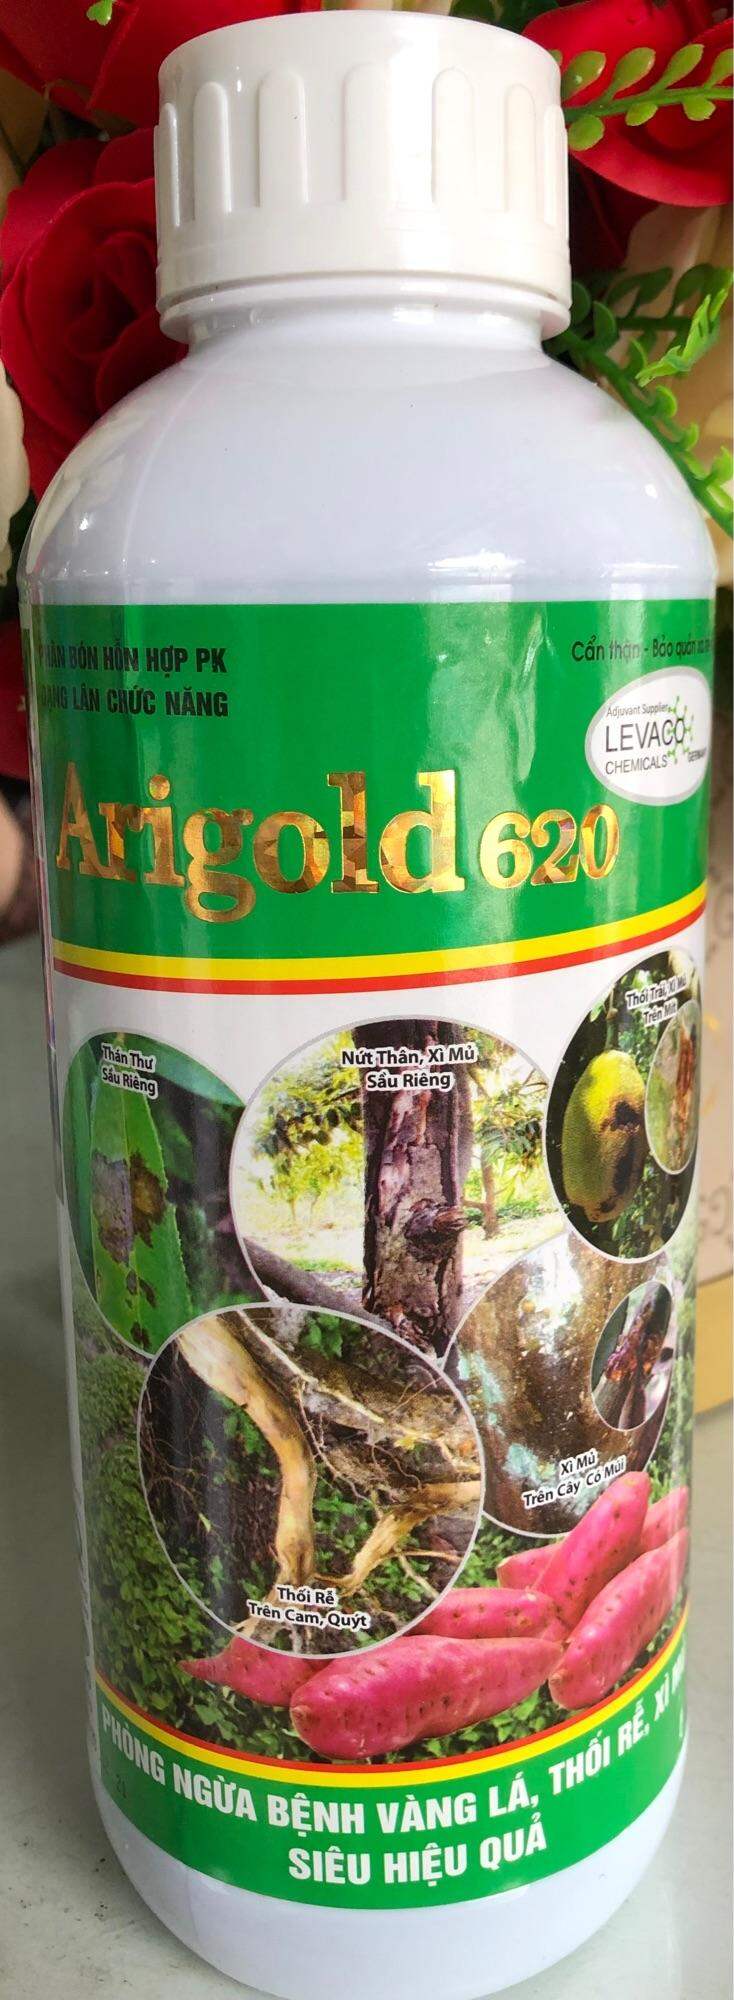 BÓN HỖN HỢP PK
DẠNG LÂN CHỨC NĂNG
Cẩn thận - Bảo quản xa
Adjuvant Supplier
LEVACO
CHEMICALS GERMANY
Arigold 620
Thán Thư
Sầu Riêng
Nứt Thân, Xì Mủ
Sầu Riêng
Thối Trái, Xì Mủ
Trên Mít
Xì Mủ
Trên Cây Có Múi
Thối Rễ
Trên Cam, Quýt
PHÒNG NGỪA BỆNH VÀNG LÁ, THỐI RỄ, XÌ
SIÊU HIỆU QUẢ